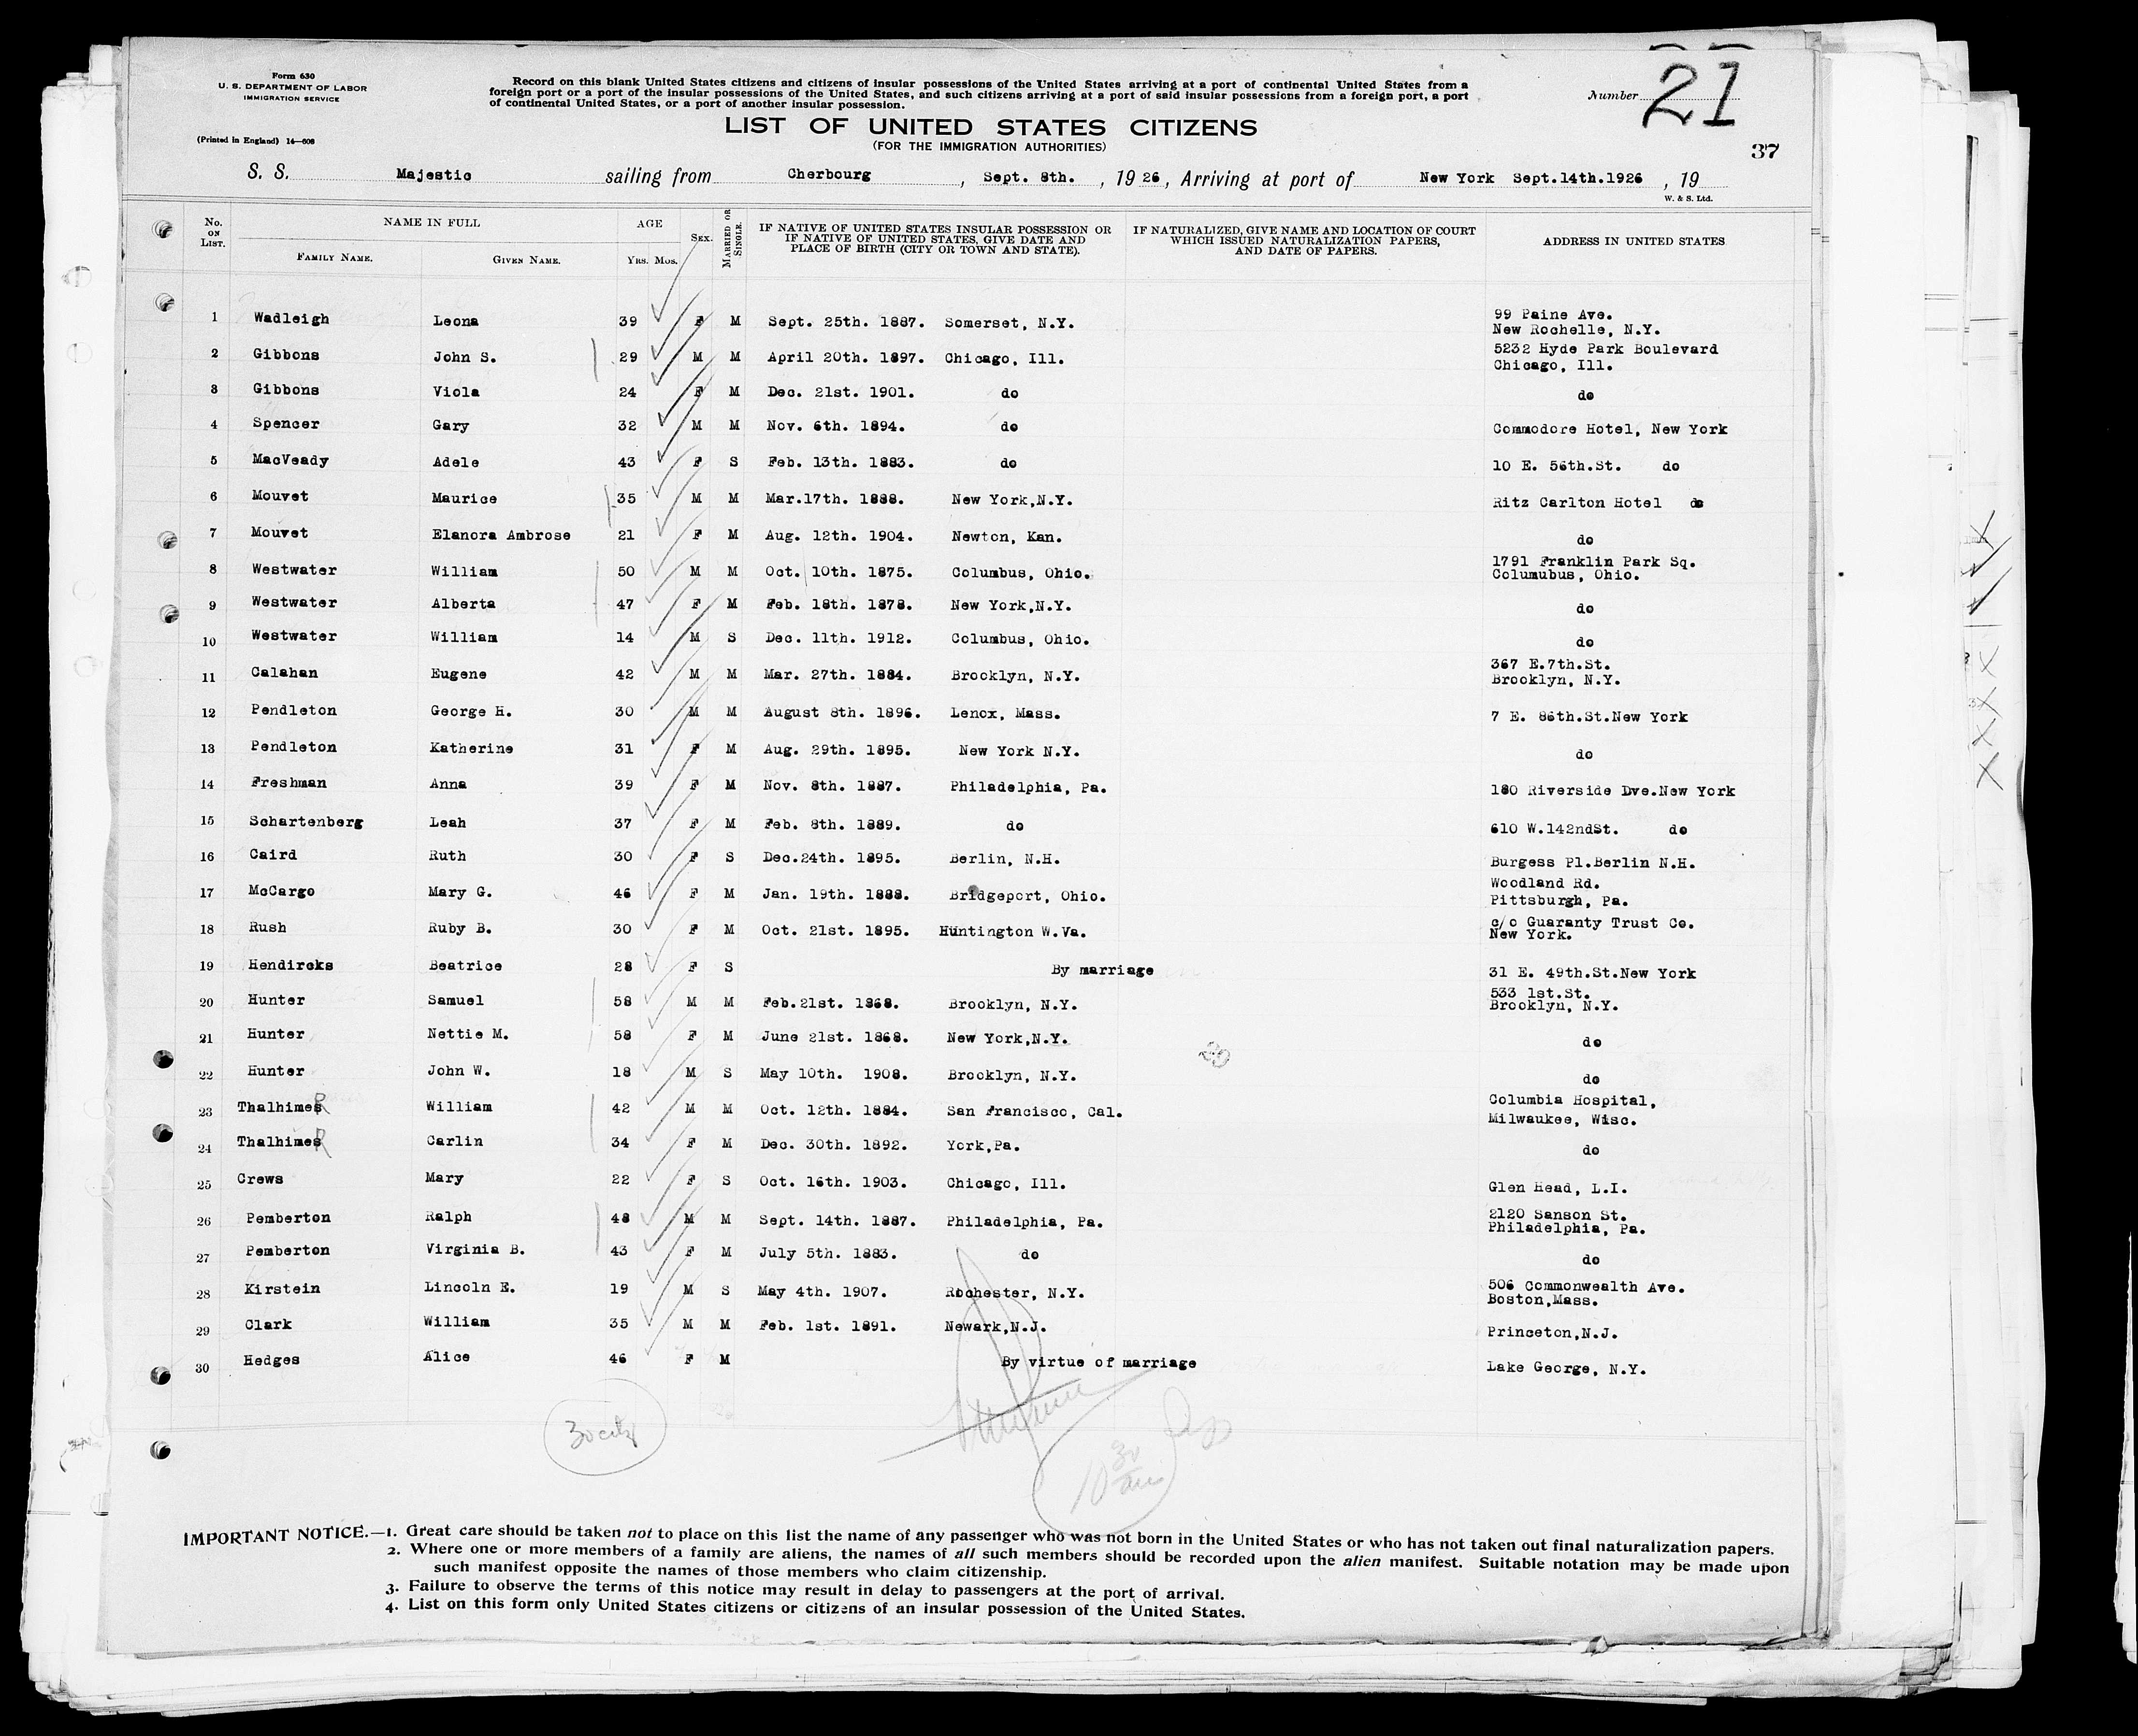 Form 630
U. S. DEPARTMENT OF LABOR
IMMIGRATION SERVICE
(Printed in England) 14—608
Record on this blank United States citizens and citizens of insular possessions of the United States arriving at a port of continental United States from a
foreign port or a port of the insular possessions of the United States, and such citizens arriving at a port of said insular possessions from a foreign port, a port
of continental United States, or a port of another insular possession.
Number 21
LIST OF UNITED STATES CITIZENS
(FOR THE IMMIGRATION AUTHORITIES)
37
S. S. Majestic sailing from Cherbourg , Sept. 8th. , 19 26, Arriving at port of New York Sept.14th.1926 , 19
W. & S. Ltd.
No. ON LIST. NAME IN FULL FAMILY NAME. GIVEN NAME. AGE YRS. MOS. SEX. MARRIED OR SINGLE. IF NATIVE OF UNITED STATES INSULAR POSSESSION OR IF NATIVE OF UNITED STATES, GIVE DATE AND PLACE OF BIRTH (CITY OR TOWN AND STATE). IF NATURALIZED, GIVE NAME AND LOCATION OF COURT WHICH ISSUED NATURALIZATION PAPERS, AND DATE OF PAPERS. ADDRESS IN UNITED STATES
1 Wadleigh Leona 39 F M Sept. 25th. 1887. Somerset, N.Y. 99 Paine Ave.
New Rochelle, N.Y.
2 Gibbons John S. 29 M M April 20th. 1897. Chicago, Ill. 5232 Hyde Park Boulevard
Chicago, Ill.
3 Gibbons Viola 24 F M Dec. 21st. 1901. do do
4 Spencer Gary 32 M M Nov. 6th. 1894. do Commodore Hotel, New York
5 MacVeady Adele 43 F S Feb. 13th. 1883. do 10 E. 56th.St. do
6 Mouvet Maurice 35 M M Mar.17th. 1888. New York,N.Y. Ritz Carlton Hotel do
7 Mouvet Elanora Ambrose 21 F M Aug. 12th. 1904. Newton, Kan. do
8 Westwater William 50 M M Oct. 10th. 1875. Columbus, Ohio. 1791 Franklin Park Sq.
Columubus, Ohio.
9 Westwater Alberta 47 F M Feb. 18th. 1878. New York,N.Y. do
10 Westwater William 14 M S Dec. 11th. 1912. Columbus, Ohio. do
11 Calahan Eugene 42 M M Mar. 27th. 1884. Brooklyn, N.Y. 367 E.7th.St.
Brooklyn, N.Y.
12 Pendleton George H. 30 M M August 8th. 1896. Lenox, Mass. 7 E. 86th.St.New York
13 Pendleton Katherine 31 F M Aug. 29th. 1895. New York N.Y. do
14 Freshman Anna 39 F M Nov. 8th. 1887. Philadelphia, Pa. 180 Riverside Dve.New York
15 Schartenberg Leah 37 F M Feb. 8th. 1889. do 610 W.142ndSt. do
16 Caird Ruth 30 F S Dec.24th. 1895. Berlin, N.H. Burgess Pl.Berlin N.H.
17 McCargo Mary G. 46 F M Jan. 19th. 1888. Bridgeport, Ohio. Woodland Rd.
Pittsburgh, Pa.
18 Rush Ruby B. 30 F M Oct. 21st. 1895. Huntington W.Va. c/o Guaranty Trust Co.
New York.
19 Hendircks Beatrice 28 F S By marriage 31 E. 49th.St.New York
20 Hunter Samuel 58 M M Feb.21st. 1868. Brooklyn, N.Y. 533 1st.St.
Brooklyn, N.Y.
21 Hunter Nettie M. 58 F M June 21st. 1868. New York,N.Y. do
22 Hunter John W. 18 M S May 10th. 1908. Brooklyn, N.Y. do
23 ThalhimeR William 42 M M Oct. 12th. 1884. San Francisco, Cal. Columbia Hospital,
Milwaukee, Wisc.
24 ThalhimeR Carlin 34 F M Dec. 30th. 1892. York,Pa. do
25 Crews Mary 22 F S Oct. 16th. 1903. Chicago, Ill. Glen Head, L.I.
26 Pemberton Ralph 48 M M Sept. 14th. 1887. Philadelphia, Pa. 2120 Sanson St.
Philadelphia, Pa.
27 Pemberton Virginia B. 43 F M July 5th. 1883. do do
28 Kirstein Lincoln E. 19 M S May 4th. 1907. Rochester, N.Y. 506 Commonwealth Ave.
Boston,Mass.
29 Clark William 35 M M Feb. 1st. 1891. Newark,N.J. Princeton,N.J.
30 Hedges Alice 46 F M By virtue of marriage Lake George, N.Y.
IMPORTANT NOTICE.—1. Great care should be taken not to place on this list the name of any passenger who was not born in the United States or who has not taken out final naturalization papers.
2. Where one or more members of a family are aliens, the names of all such members should be recorded upon the alien manifest. Suitable notation may be made upon
such manifest opposite the names of those members who claim citizenship.
3. Failure to observe the terms of this notice may result in delay to passengers at the port of arrival.
4. List on this form only United States citizens or citizens of an insular possession of the United States.